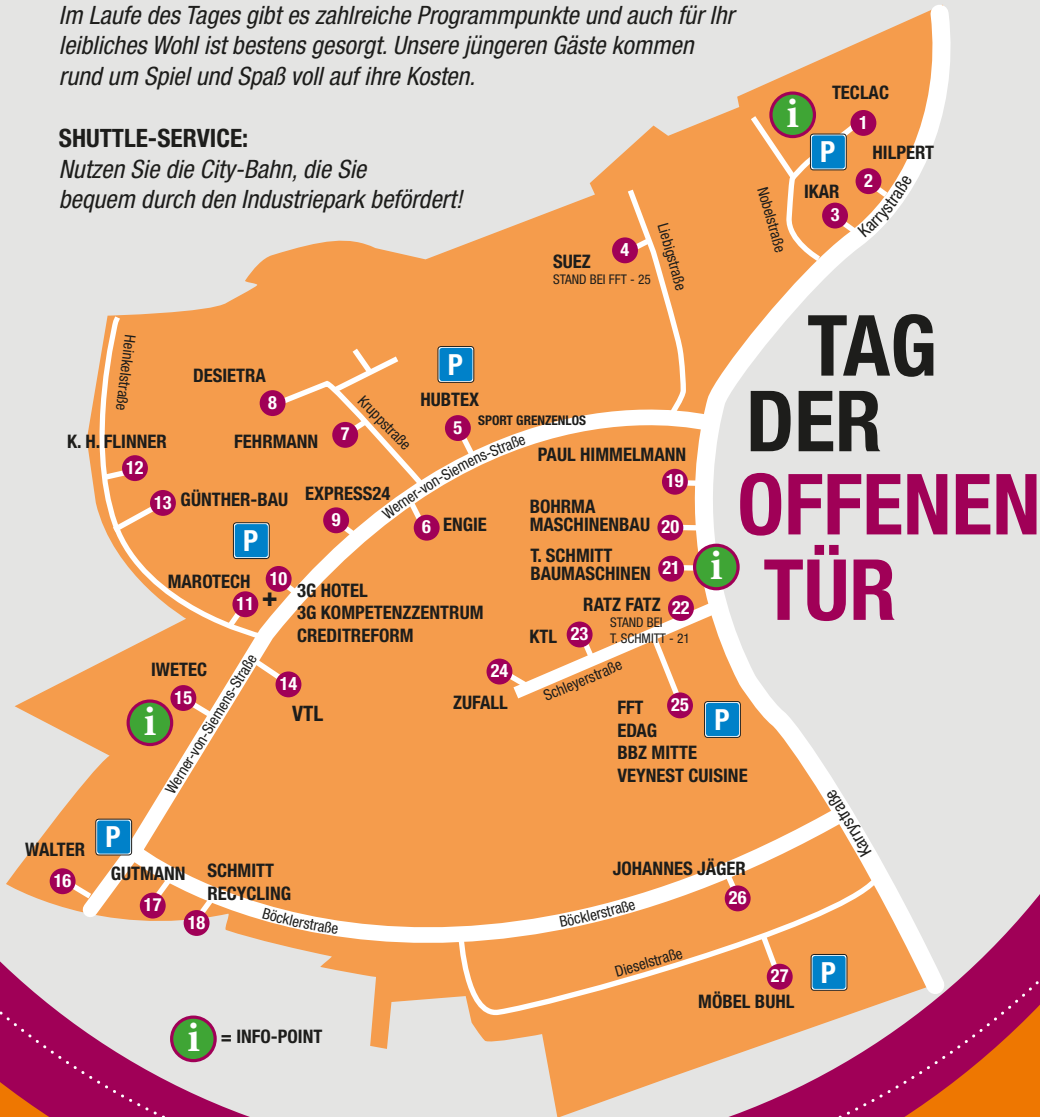 Im Laufe des Tages gibt es zahlreiche Programmpunkte und auch für Ihr
leibliches Wohl ist bestens gesorgt. Unsere jüngeren Gäste kommen
rund um Spiel und Spaß voll auf ihre Kosten.
SHUTTLE-SERVICE:
Nutzen Sie die City-Bahn, die Sie
bequem durch den Industriepark befördert!
TECLAC
i
1
P
HILPERT
2
IKAR
3
Karrystraße
Nobelstraße
Liebigstraße
4
SUEZ
STAND BEI FFT - 25
TAG
DER
OFFENEN
TÜR
Heinkelstraße
P
DESIETRA
8
HUBTEX
5
SPORT GRENZENLOS
Kruppstraße
FEHRMANN
7
Werner-von-Siemens-Straße
K. H. FLINNER
12
13
GÜNTHER-BAU
EXPRESS24
9
6
ENGIE
PAUL HIMMELMANN
19
BOHRMA
MASCHINENBAU
20
T. SCHMITT
BAUMASCHINEN
21
i
P
MAROTECH
10
11
+
3G HOTEL
3G KOMPETENZZENTRUM
CREDITREFORM
RATZ FATZ
22
STAND BEI
T. SCHMITT - 21
KTL
23
24
ZUFALL
Schleyerstraße
IWETEC
15
i
14
VTL
Werner-von-Siemens-Straße
25
P
FFT
EDAG
BBZ MITTE
VEYNEST CUISINE
Karrystraße
P
WALTER
16
GUTMANN
17
SCHMITT
RECYCLING
18
Böcklerstraße
JOHANNES JÄGER
26
Böcklerstraße
Dieselstraße
27
P
MÖBEL BUHL
i = INFO-POINT